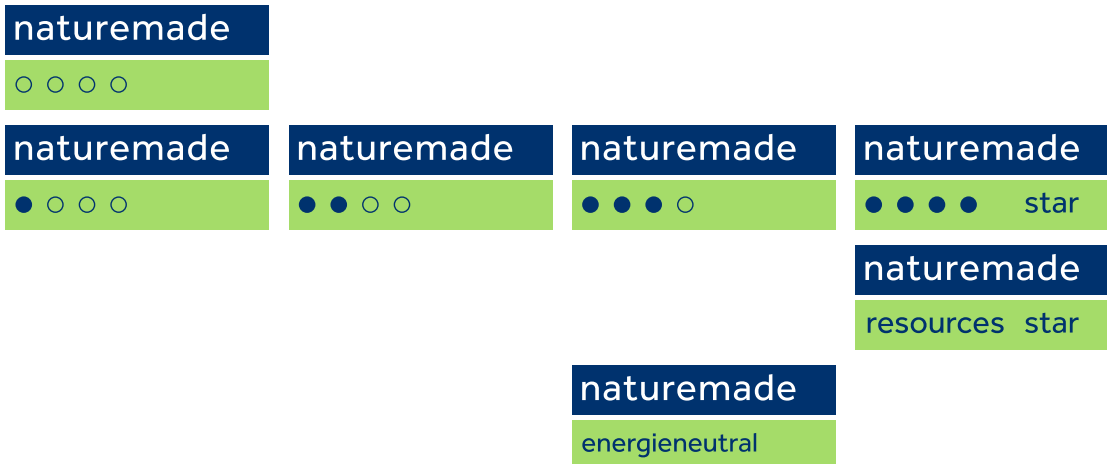 naturemade
○ ○ ○ ○
naturemade naturemade naturemade naturemade
● ○ ○ ○ ● ● ○ ○ ● ● ● ○ ● ● ● ● star
naturemade
resources star
naturemade
energieneutral